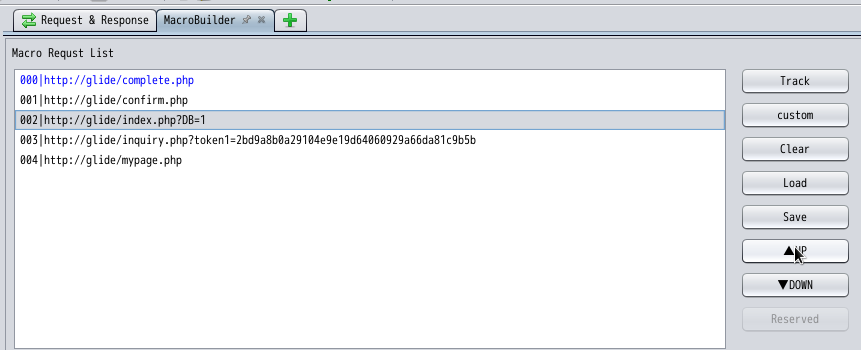 Request & Response
MacroBuilder
Macro Requst List
000|http://glide/complete.php
001|http://glide/confirm.php
002|http://glide/index.php?DB=1
003|http://glide/inquiry.php?token1=2bd9a8b0a29104e9e19d64060929a66da81c9b5b
004|http://glide/mypage.php
Track
custom
Clear
Load
Save
▲UP
▼DOWN
Reserved